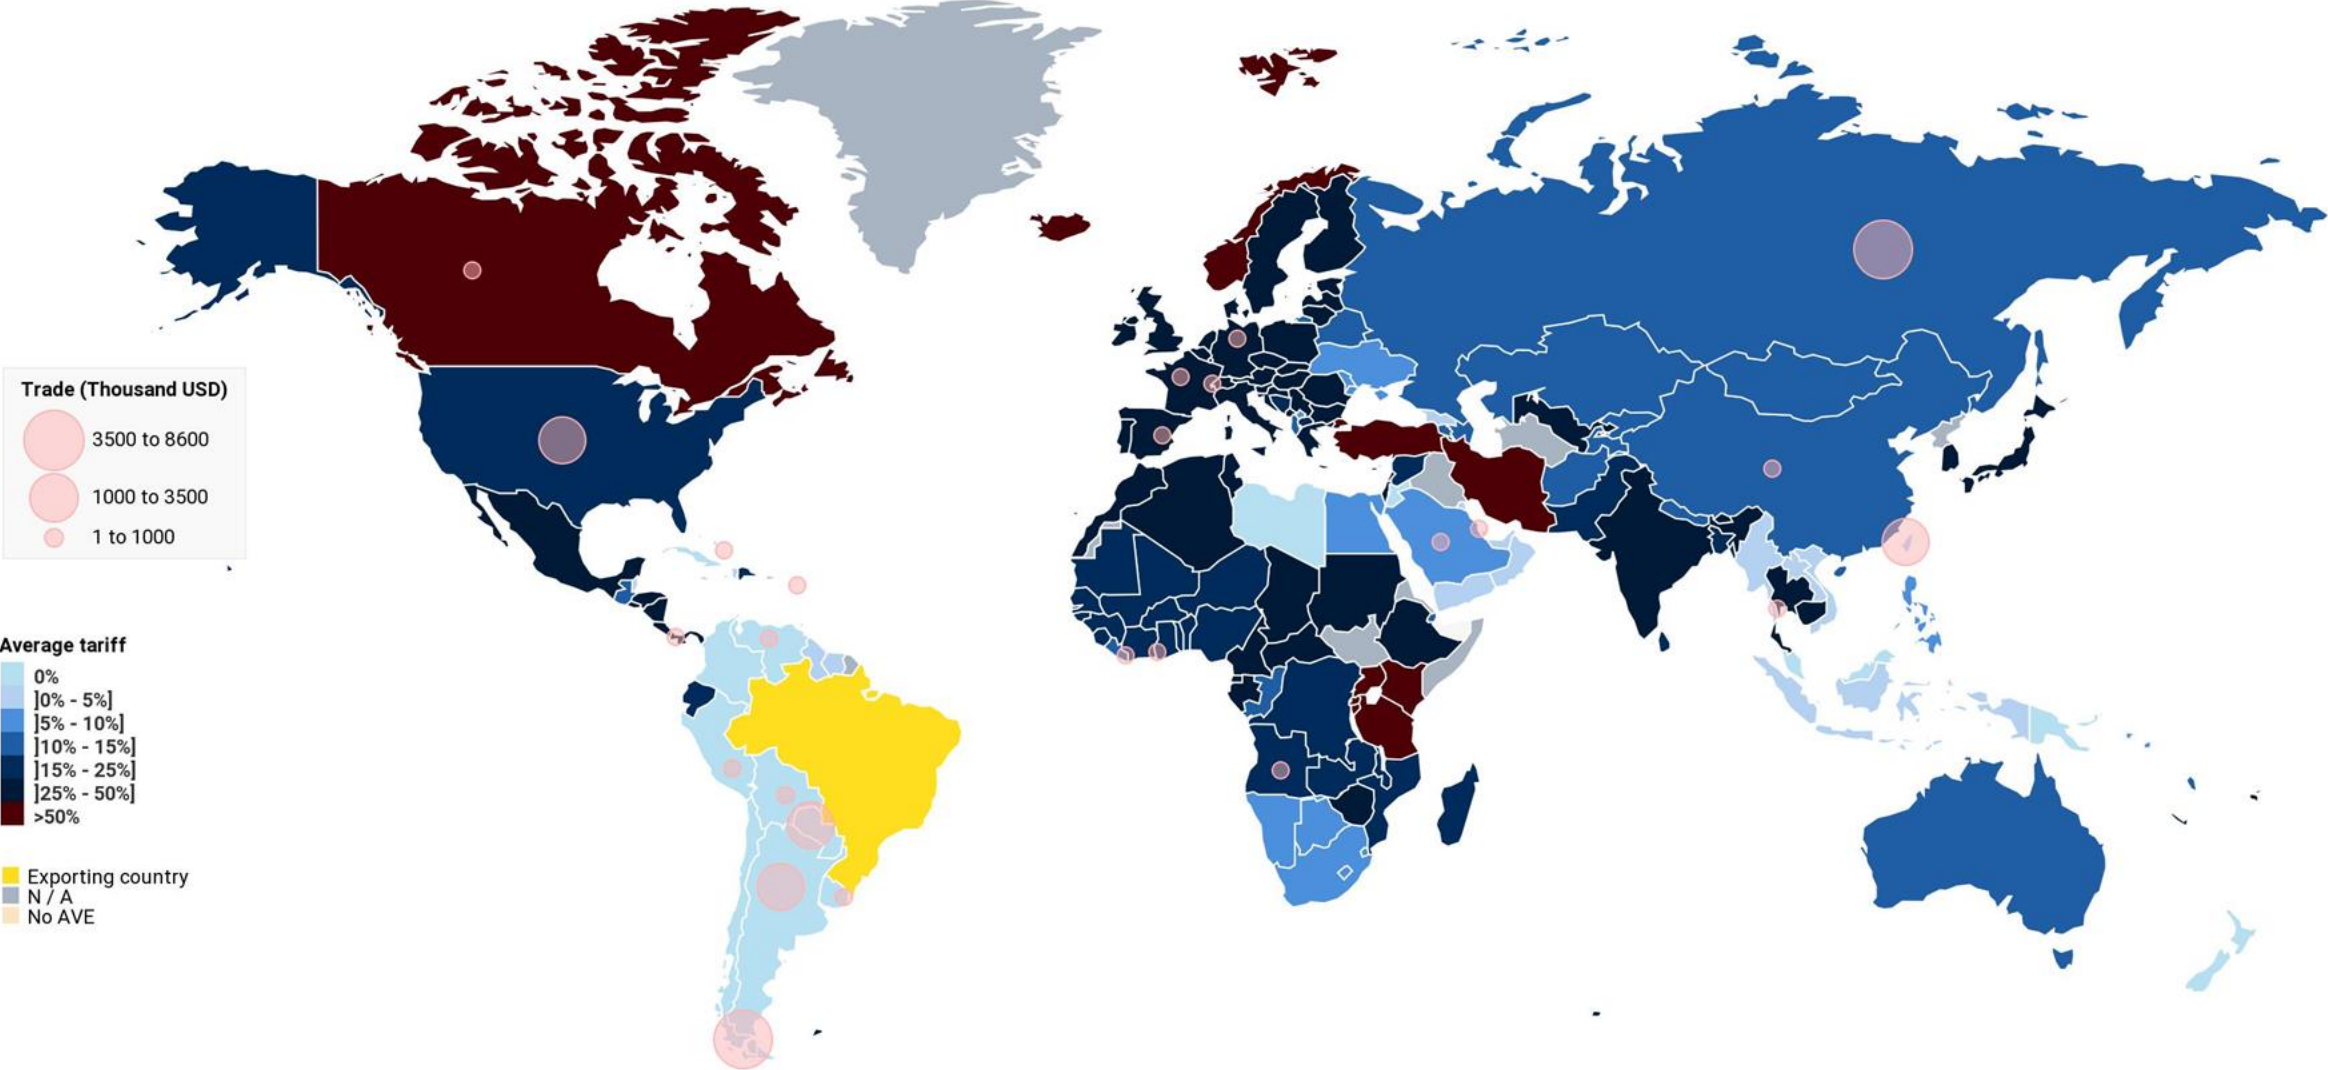 Trade (Thousand USD)
3500 to 8600
1000 to 3500
1 to 1000
Average tariff
0%
]0% - 5%]
]5% - 10%]
]10% - 15%]
]15% - 25%]
]25% - 50%]
>50%
Exporting country
N / A
No AVE